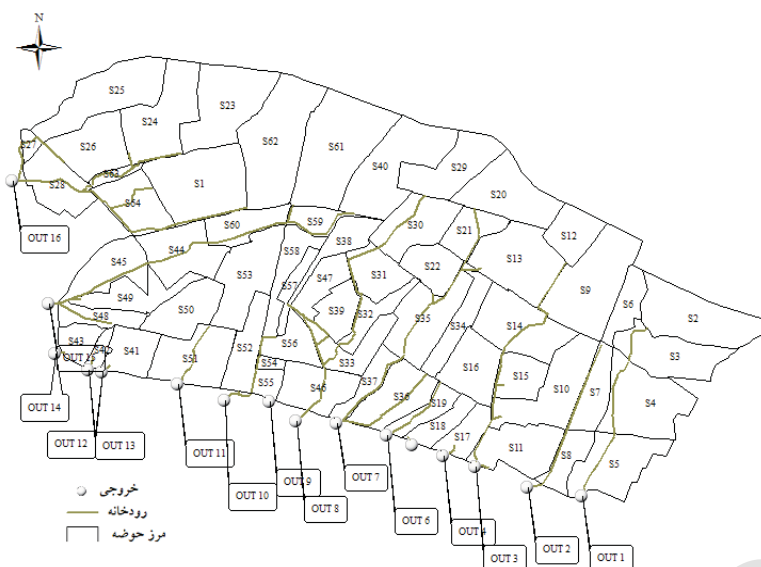 N
S25
S23
S24
S62
S61
S26
S27
S40
S29
S63
S28
S1
S20
S64
OUT 16
S59
S30
S60
S21
S12
S38
S44
S58
S13
S45
S53
S31
S22
S47
S9
S57
S49
S6
S2
S39
S50
S32
S35
S48
S34
S14
S43
S56
S3
S41
S52
S33
OUT 15
S51
S54
S16
S15
S10
S7
S55
S46
S37
S36
S19
S4
S18
S17
S11
S8
S5
OUT 14
OUT 12
OUT 13
OUT 11
OUT 10
OUT 9
OUT 8
OUT 7
OUT 6
OUT 4
OUT 3
OUT 2
OUT 1
خروجی
رودخانه
مرز حوضه